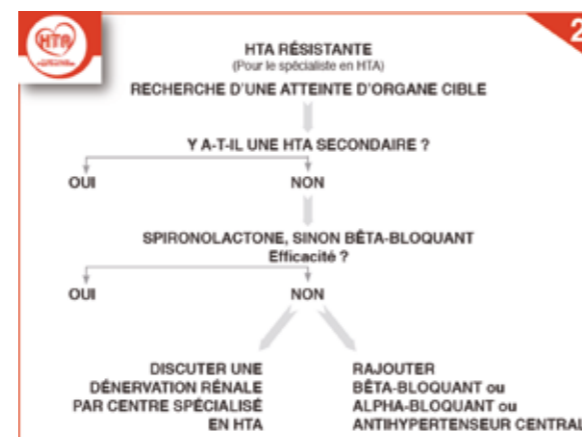 HTA
2
HTA RÉSISTANTE
(Pour le spécialiste en HTA)
RECHERCHE D'UNE ATTEINTE D'ORGANE CIBLE
Y A-T-IL UNE HTA SECONDAIRE ?
OUI
NON
SPIRONOLACTONE, SINON BÊTA-BLOQUANT
Efficacité ?
OUI
NON
DISCUTER UNE
DÉNERVATION RÉNALE
PAR CENTRE SPÉCIALISÉ
EN HTA
RAJOUTER
BÊTA-BLOQUANT ou
ALPHA-BLOQUANT ou
ANTIHYPERTENSEUR CENTRAL